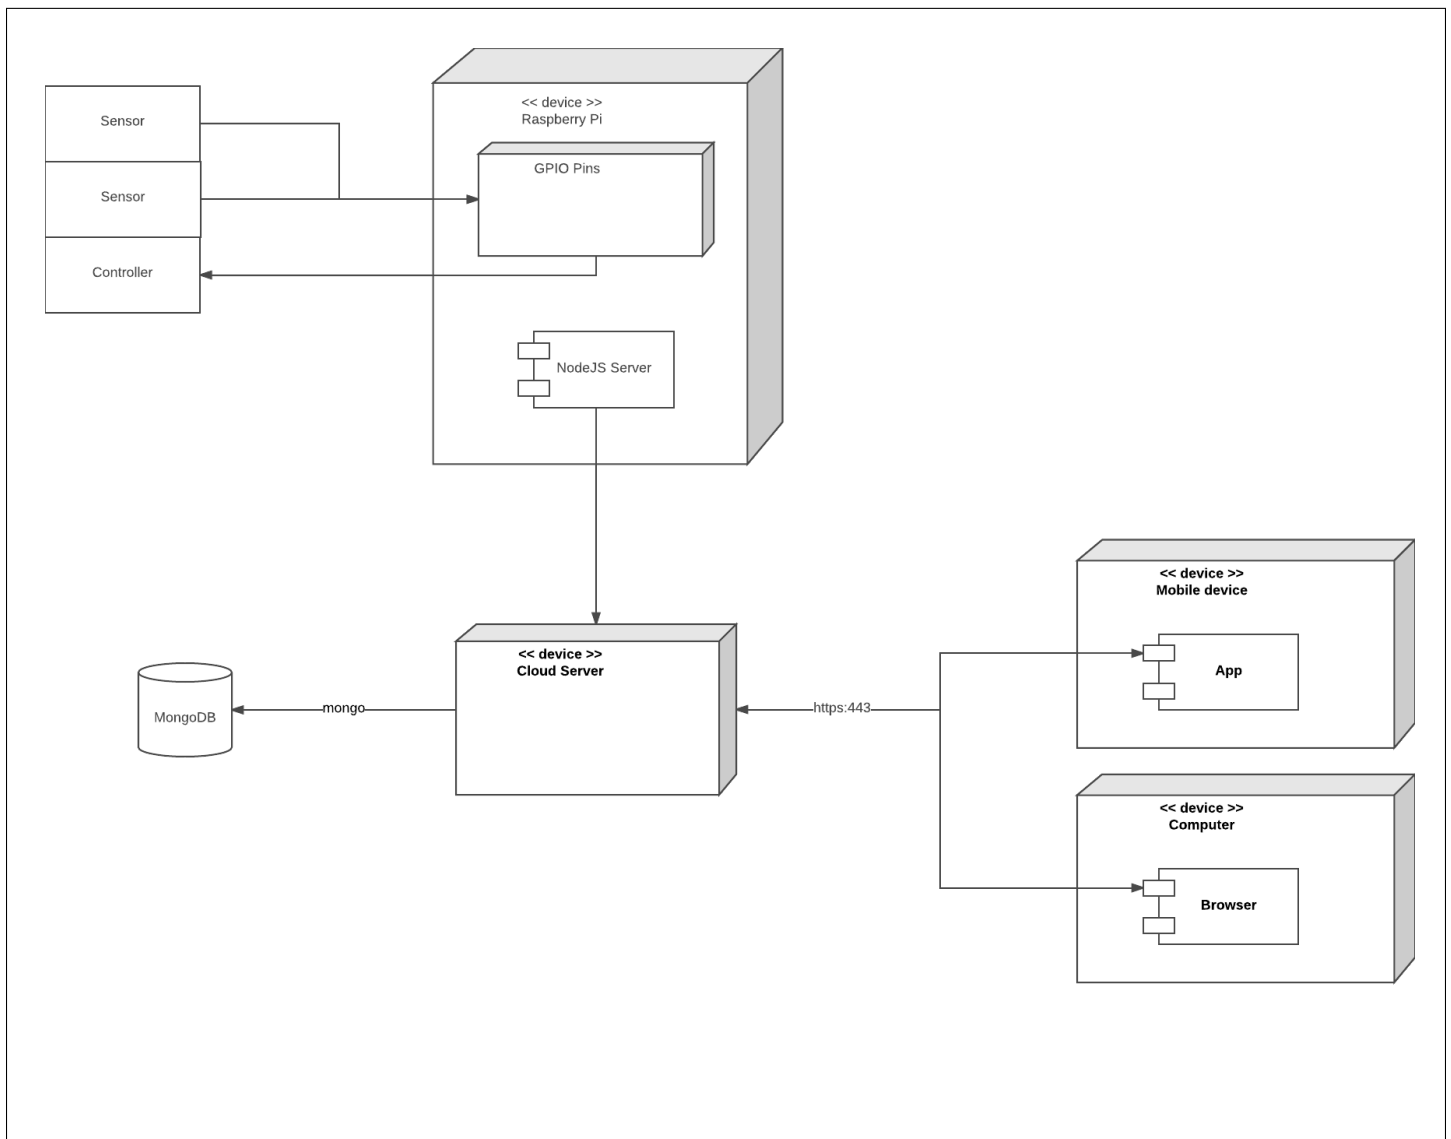 << device >>
Raspberry Pi
Sensor
GPIO Pins
Sensor
Controller
NodeJS Server
<< device >>
Mobile device
App
<< device >>
Cloud Server
MongoDB
mongo
https:443
<< device >>
Computer
Browser